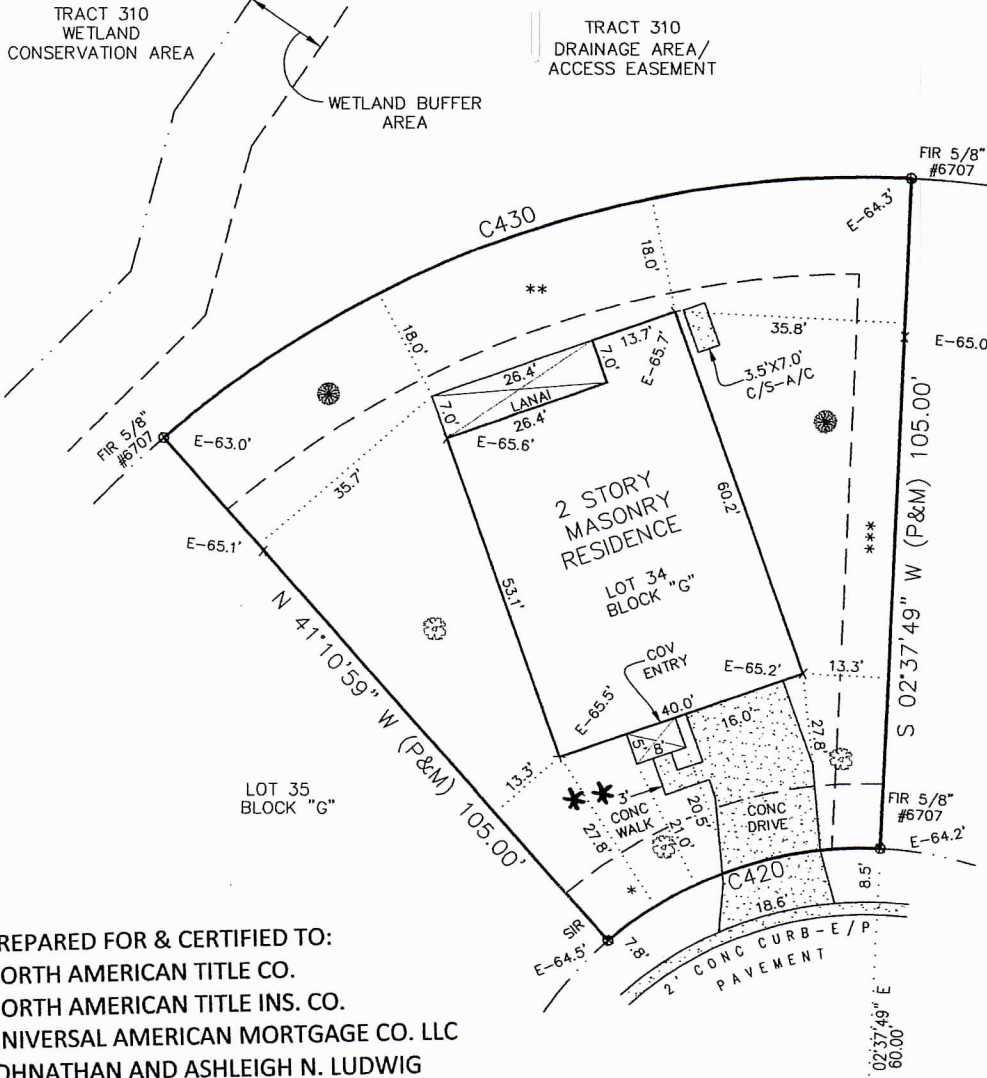 TRACT 310
WETLAND
CONSERVATION AREA
TRACT 310
DRAINAGE AREA/
ACCESS EASEMENT
WETLAND BUFFER
AREA
FIR 5/8"
#6707
E-64.3'
C430
18.0'
**
18.0'
35.8'
E-65.0
13.7'
7.0'
E-65.7'
3.5'X7.0'
C/S-A/C
26.4'
LANAI
26.4'
7.0'
E-65.6'
FIR 5/8"
#6707
E-63.0'
35.7'
E-65.1'
2 STORY
MASONRY
RESIDENCE
60.2'
53.1'
LOT 34
BLOCK "G"
S 02°37'49" W (P&M) 105.00'
***
N 41°10'59" W (P&M) 105.00'
COV
ENTRY
E-65.2'
13.3'
E-65.5'
40.0'
16.0'
5'
8'
27.8'
13.3'
**
3'
CONC
WALK
27.8'
21.0'
20.5'
CONC
DRIVE
LOT 35
BLOCK "G"
FIR 5/8"
#6707
E-64.2'
*
C420
18.6'
8.5'
SIR
E-64.5'
7.8'
2' CONC CURB-E/P
PAVEMENT
02°37'49" E
60.00'
REPARED FOR & CERTIFIED TO:
ORTH AMERICAN TITLE CO.
ORTH AMERICAN TITLE INS. CO.
NIVERSAL AMERICAN MORTGAGE CO. LLC
OHNATHAN AND ASHLEIGH N. LUDWIG